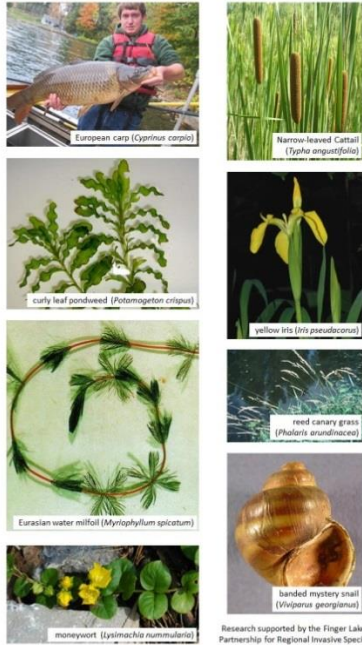 European carp (Cyprinus carpio)
curly leaf pondweed (Potamogeton crispus)
Eurasian water milfoil (Myriophyllum spicatum)
moneywort (Lysimachia nummularia)
Narrow-leaved Cattail
(Typha angustifolia)
yellow iris (Iris pseudacorus)
reed canary grass
(Phalaris arundinacea)
banded mystery snail
(Viviparus georgianus)
Research supported by the Finger Lake
Partnership for Regional Invasive Speci